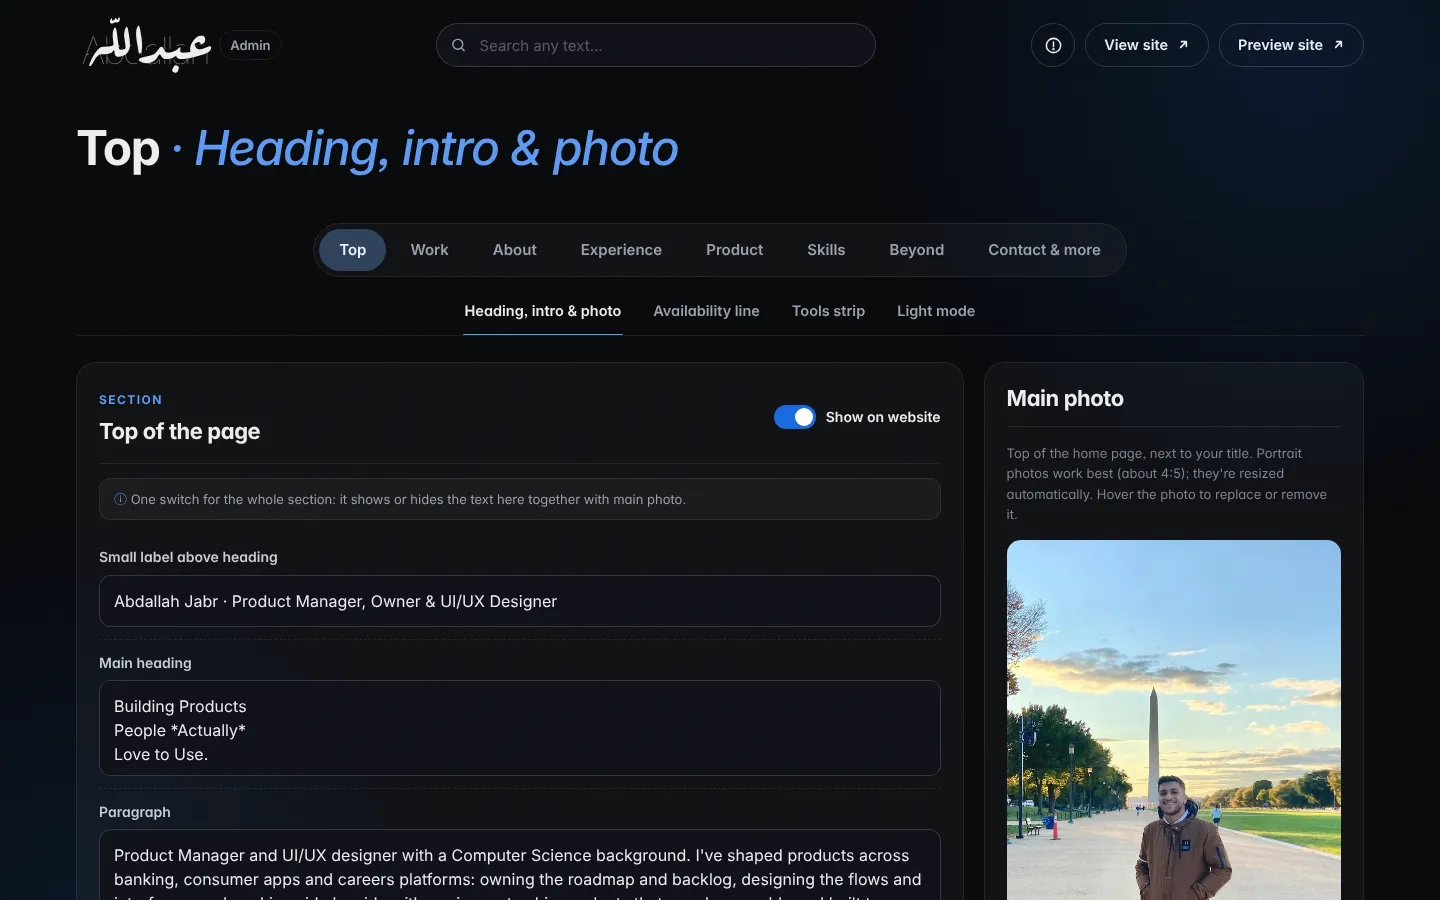 عبدالله
Abdallah
Admin
Search any text...
View site
Preview site
Top · Heading, intro & photo
Top
Work
About
Experience
Product
Skills
Beyond
Contact & more
Heading, intro & photo
Availability line
Tools strip
Light mode
SECTION
Top of the page
Show on website
One switch for the whole section: it shows or hides the text here together with main photo.
Small label above heading
Abdallah Jabr · Product Manager, Owner & UI/UX Designer
Main heading
Building Products
People *Actually*
Love to Use.
Paragraph
Product Manager and UI/UX designer with a Computer Science background. I've shaped products across
banking, consumer apps and careers platforms: owning the roadmap and backlog, designing the flows and
Main photo
Top of the home page, next to your title. Portrait
photos work best (about 4:5); they're resized
automatically. Hover the photo to replace or remove
it.